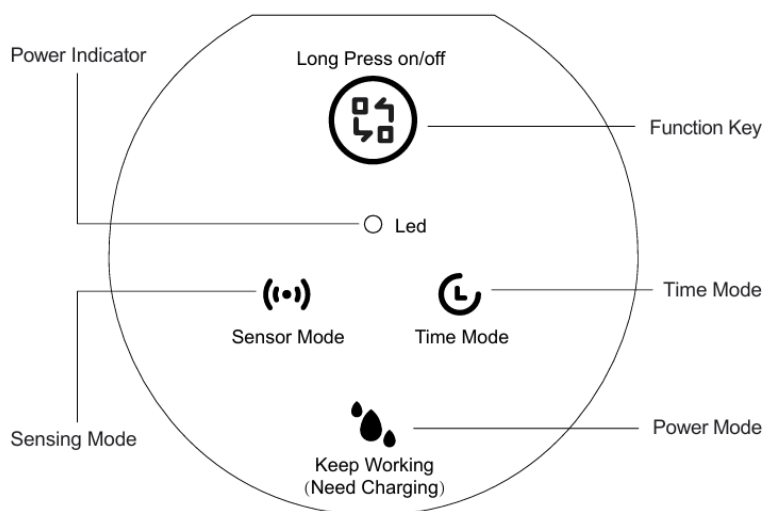 Power Indicator
Long Press on/off
Function Key
Led
Time Mode
Sensor Mode
Time Mode
Sensing Mode
Power Mode
Keep Working
(Need Charging)